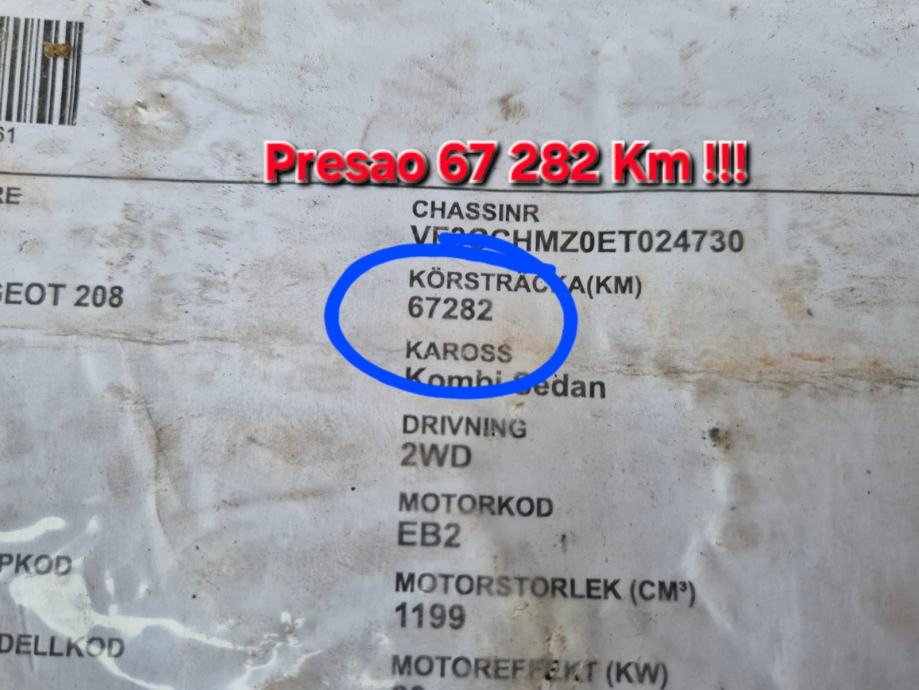 61
Presao 67 282 Km !!!
RE
CHASSINR
KÖRSTRÄCKA(KM)
GEOT 208
67282
KAROSS
Kombi Sedan
DRIVNING
2WD
MOTORKOD
EB2
PKOD
MOTORSTORLEK (CM³)
1199
DELLKOD
MOTOREFFEKT (KW)